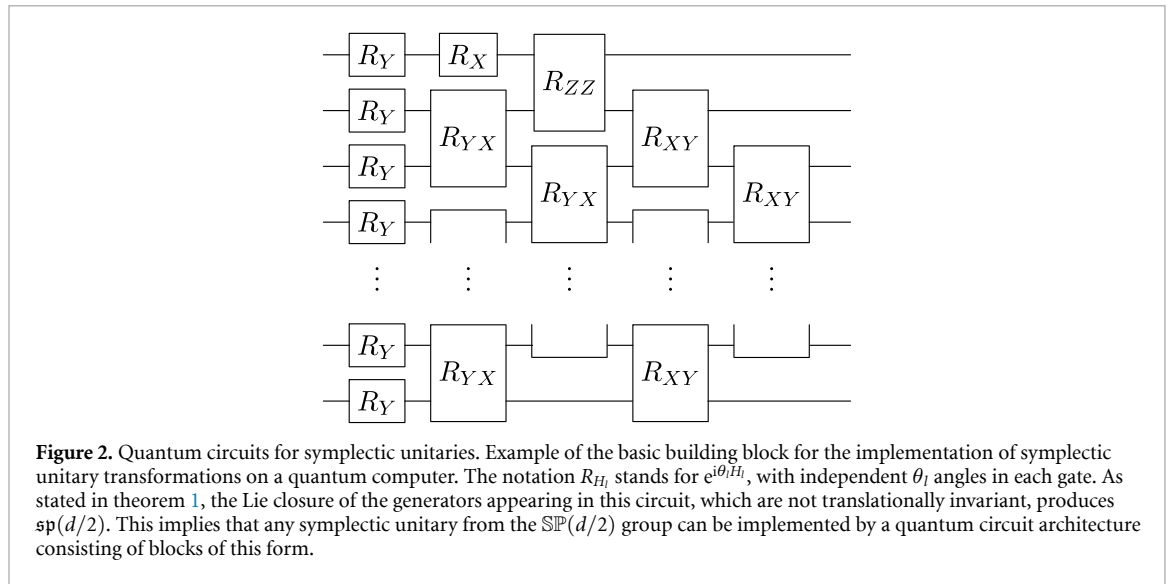 R_Y R_X R_ZZ
R_Y R_YX R_XY
R_Y R_YX R_XY
R_Y
⋮ ⋮ ⋮ ⋮ ⋮
R_Y R_YX R_XY
R_Y
Figure 2. Quantum circuits for symplectic unitaries. Example of the basic building block for the implementation of symplectic
unitary transformations on a quantum computer. The notation R_{H_l} stands for e^{iθ_l H_l}, with independent θ_l angles in each gate. As
stated in theorem 1, the Lie closure of the generators appearing in this circuit, which are not translationally invariant, produces
𝔰𝔭(d/2). This implies that any symplectic unitary from the 𝕊ℙ(d/2) group can be implemented by a quantum circuit architecture
consisting of blocks of this form.